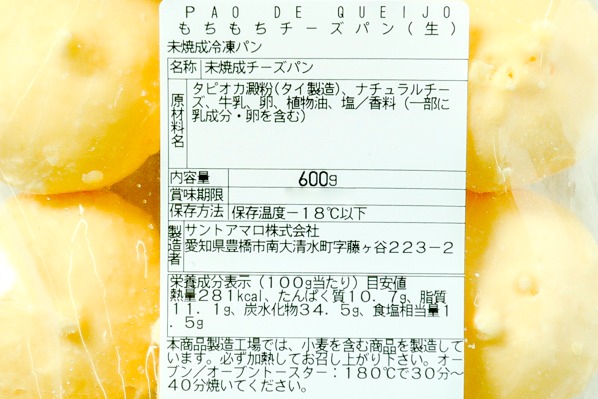 PAO DE QUEIJO
もちもちチーズパン(生)
未焼成冷凍パン
名称 未焼成チーズパン
原材料名 タピオカ澱粉(タイ製造)、ナチュラルチー
ズ、牛乳、卵、植物油、塩/香料(一部に
乳成分・卵を含む)
内容量 600g
賞味期限
保存方法 保存温度-18℃以下
製造者 サントアマロ株式会社
愛知県豊橋市南大清水町字藤ヶ谷223-2
栄養成分表示(100g当たり)目安値
熱量281kcal、たんぱく質10.7g、脂質
11.1g、炭水化物34.5g、食塩相当量1
.5g
本商品製造工場では、小麦を含む商品を製造して
います。必ず加熱してお召し上がり下さい。オー
ブン/オーブントースター:180℃で30分~
40分焼いてください。